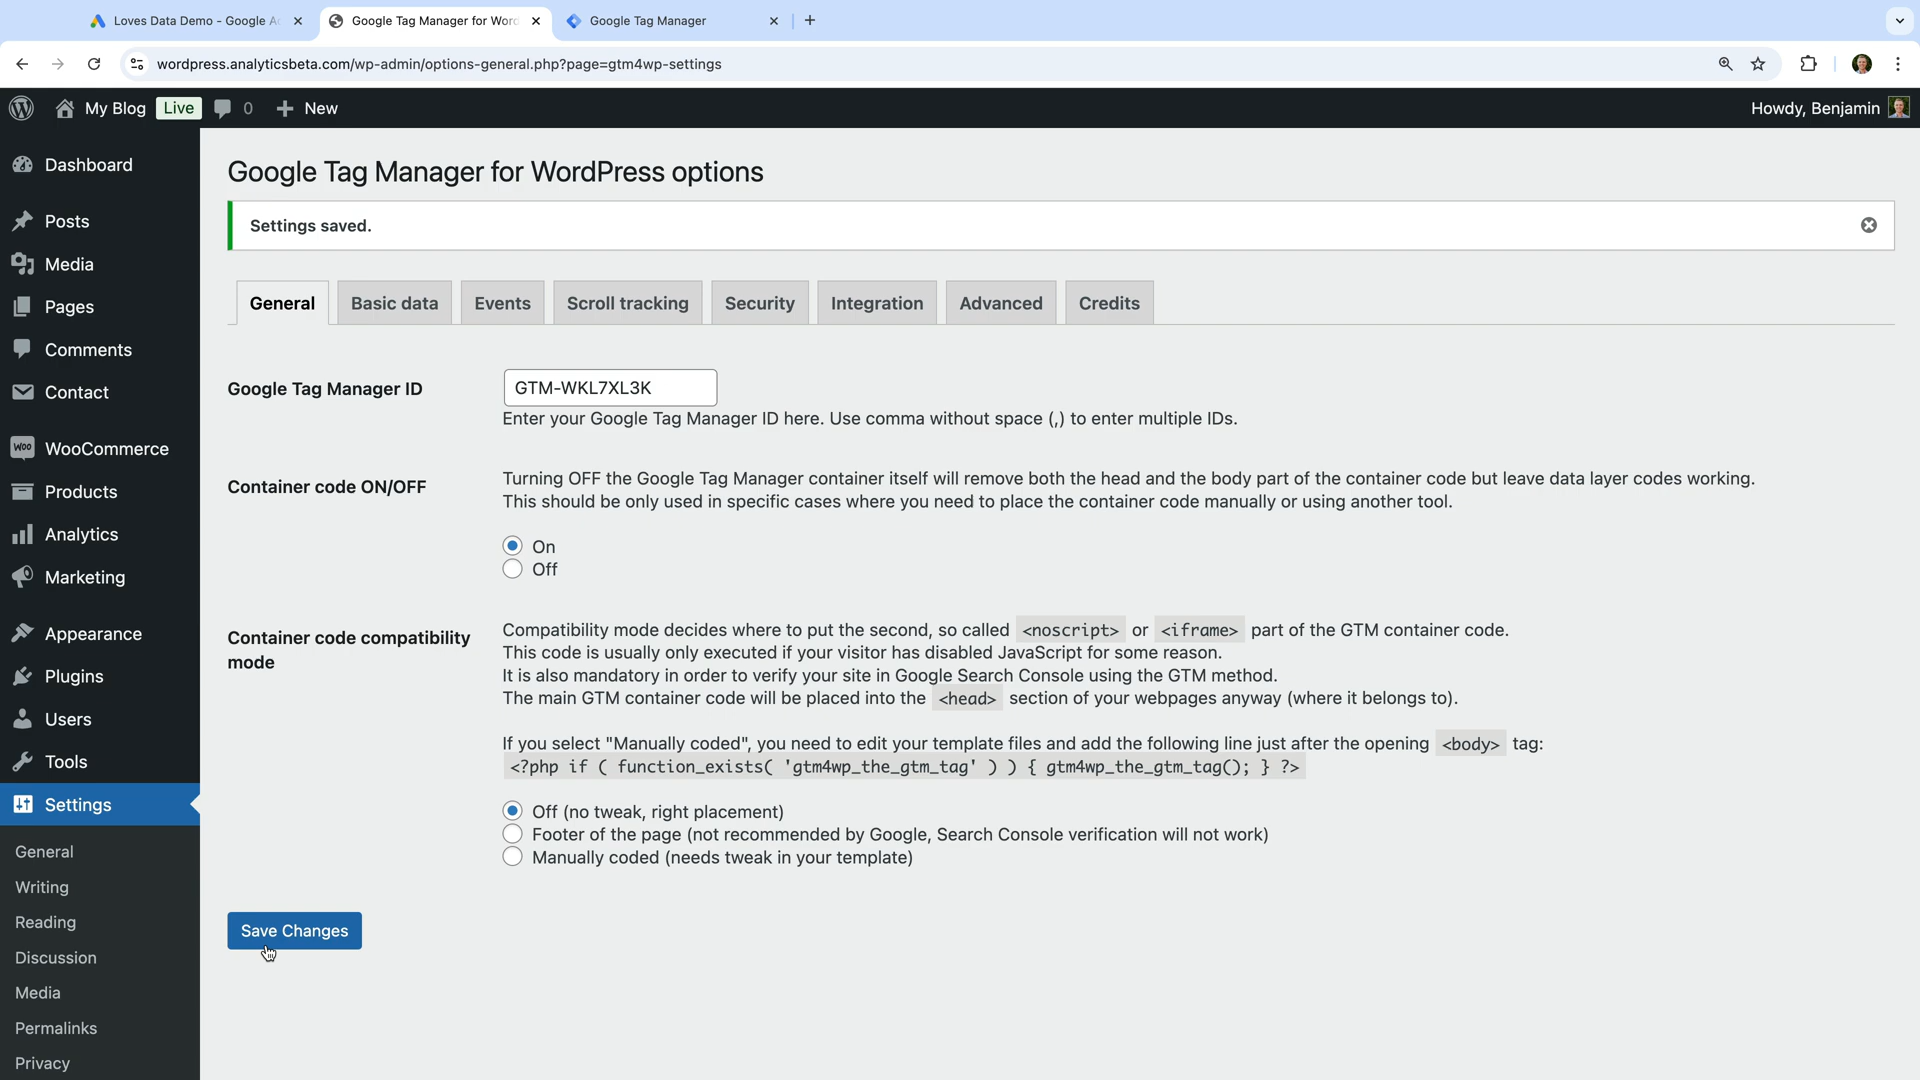 Loves Data Demo - Google A
Google Tag Manager for Wor
Google Tag Manager
wordpress.analyticsbeta.com/wp-admin/options-general.php?page=gtm4wp-settings
My Blog
Live
0
New
Howdy, Benjamin
Dashboard
Posts
Media
Pages
Comments
Contact
Woo
WooCommerce
Products
Analytics
Marketing
Appearance
Plugins
Users
Tools
Settings
General
Writing
Reading
Discussion
Media
Permalinks
Privacy
Google Tag Manager for WordPress options
Settings saved.
General
Basic data
Events
Scroll tracking
Security
Integration
Advanced
Credits
Google Tag Manager ID
GTM-WKL7XL3K
Enter your Google Tag Manager ID here. Use comma without space (,) to enter multiple IDs.
Container code ON/OFF
Turning OFF the Google Tag Manager container itself will remove both the head and the body part of the container code but leave data layer codes working.
This should be only used in specific cases where you need to place the container code manually or using another tool.
On
Off
Container code compatibility
mode
Compatibility mode decides where to put the second, so called <noscript> or <iframe> part of the GTM container code.
This code is usually only executed if your visitor has disabled JavaScript for some reason.
It is also mandatory in order to verify your site in Google Search Console using the GTM method.
The main GTM container code will be placed into the <head> section of your webpages anyway (where it belongs to).
If you select "Manually coded", you need to edit your template files and add the following line just after the opening <body> tag:
<?php if ( function_exists( 'gtm4wp_the_gtm_tag' ) ) { gtm4wp_the_gtm_tag(); } ?>
Off (no tweak, right placement)
Footer of the page (not recommended by Google, Search Console verification will not work)
Manually coded (needs tweak in your template)
Save Changes